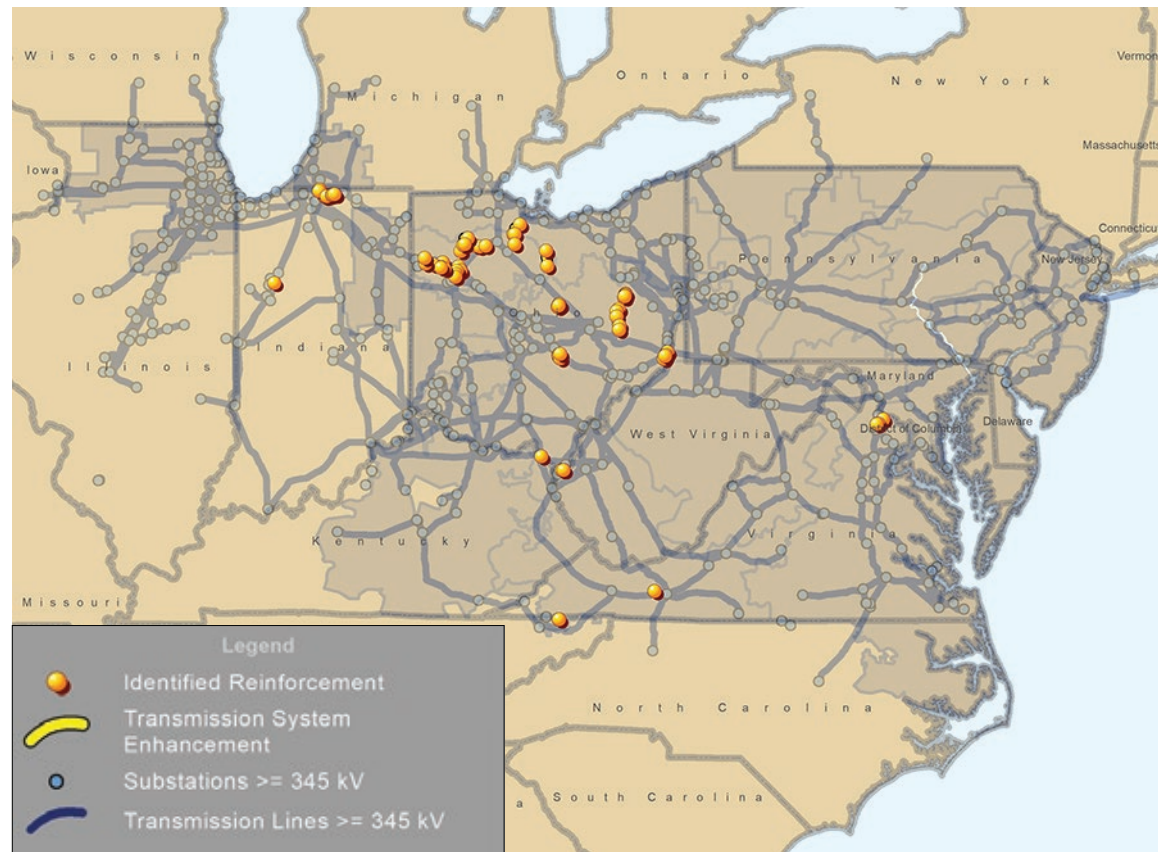 Wisconsin
Michigan
Ontario
New York
Vermon
Massachusetts
Iowa
Connecticut
Pennsylvania
New Jersey
Ohio
Indiana
Illinois
Maryland
District of Columbia
Delaware
West Virginia
Virginia
Kentucky
Missouri
North Carolina
South Carolina
a
Legend
Identified Reinforcement
Transmission System
Enhancement
Substations >= 345 kV
Transmission Lines >= 345 kV